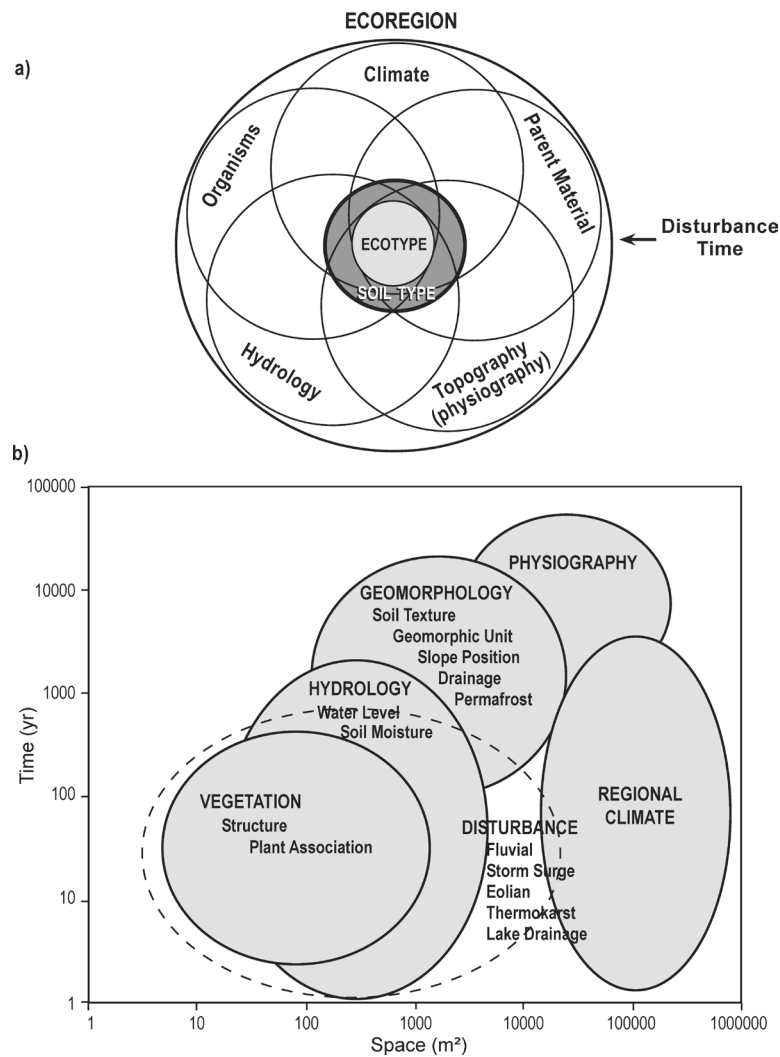 ECOREGION
a)
Climate
Organisms
Parent Material
Disturbance
Time
ECOTYPE
SOIL TYPE
Hydrology
Topography
(physiography)
b)
100000
10000
1000
100
10
1
Time (yr)
PHYSIOGRAPHY
GEOMORPHOLOGY
Soil Texture
Geomorphic Unit
Slope Position
Drainage
Permafrost
HYDROLOGY
Water Level
Soil Moisture
VEGETATION
Structure
Plant Association
DISTURBANCE
Fluvial
Storm Surge
Eolian
Thermokarst
Lake Drainage
REGIONAL
CLIMATE
1
10
100
1000
10000
100000
1000000
Space (m²)